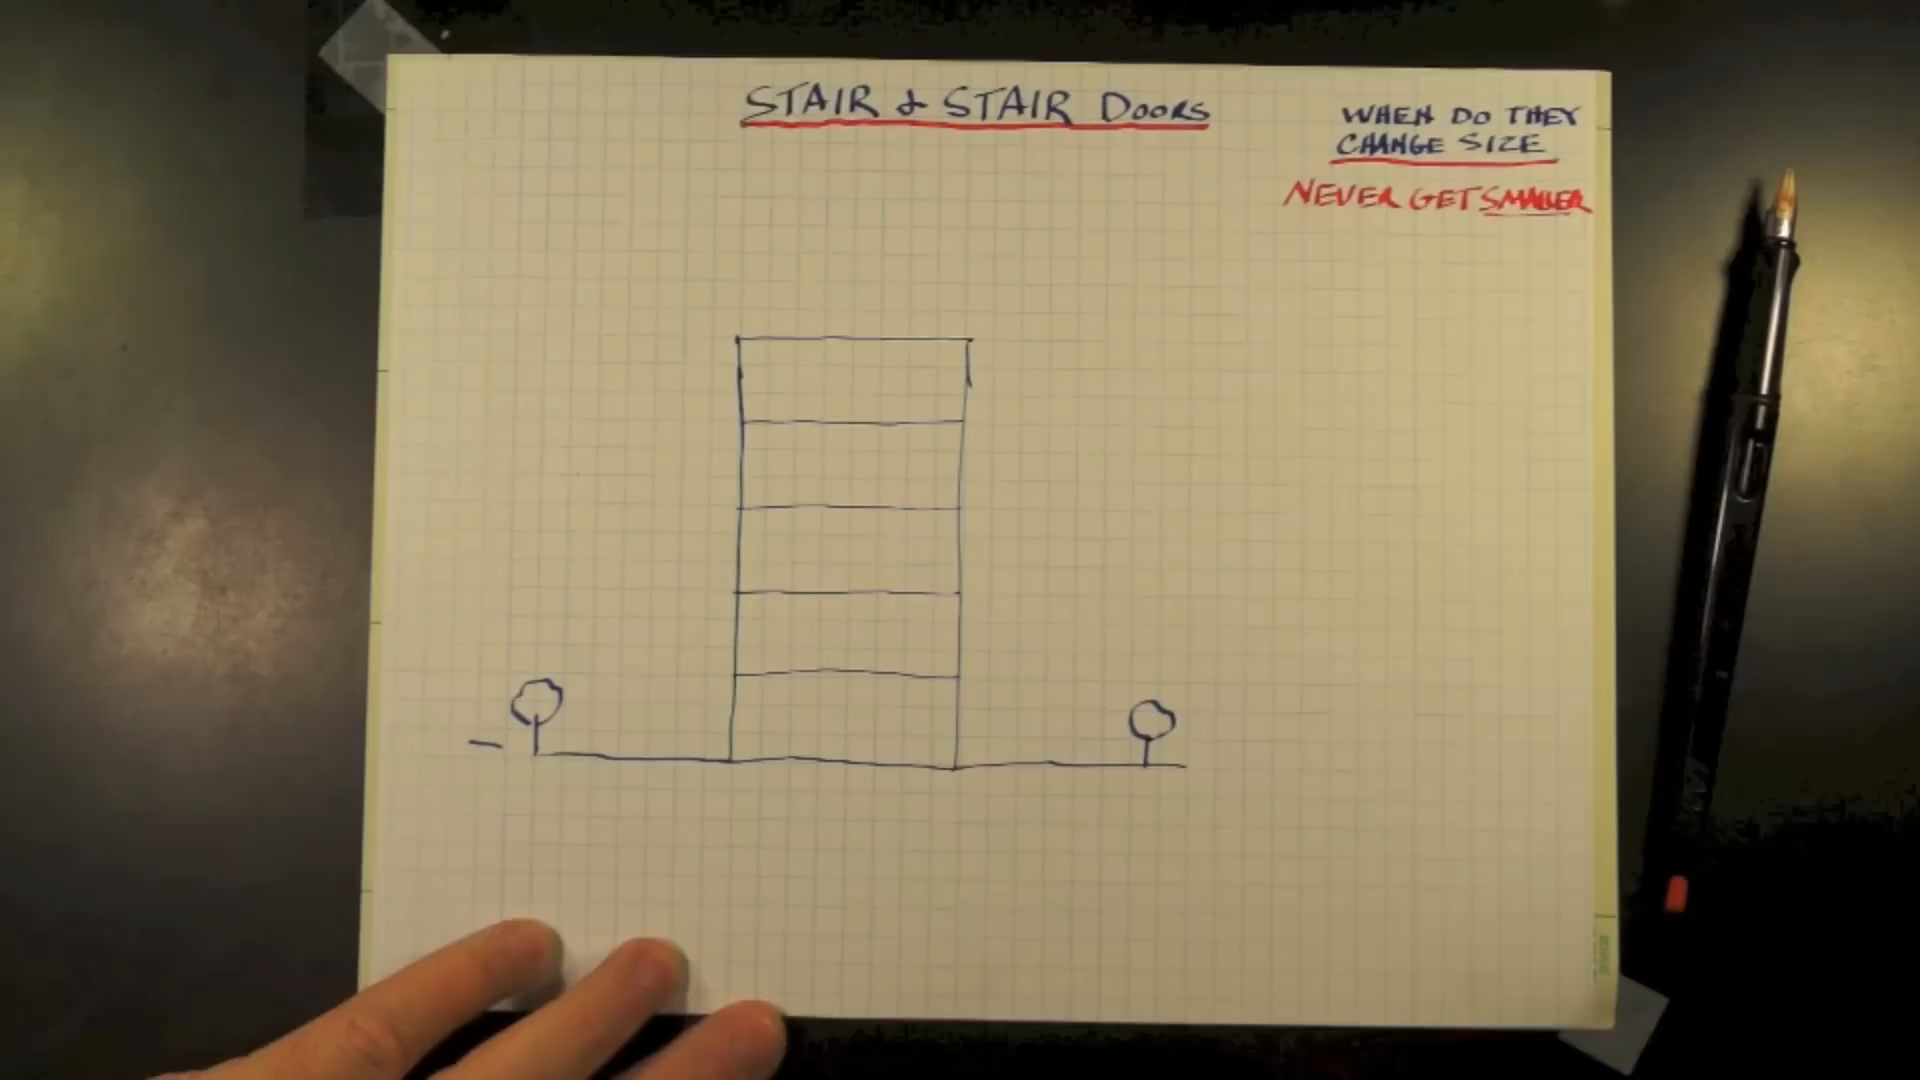 STAIR & STAIR Doors
WHEN DO THEY
CHANGE SIZE
NEVER GET SMALLER